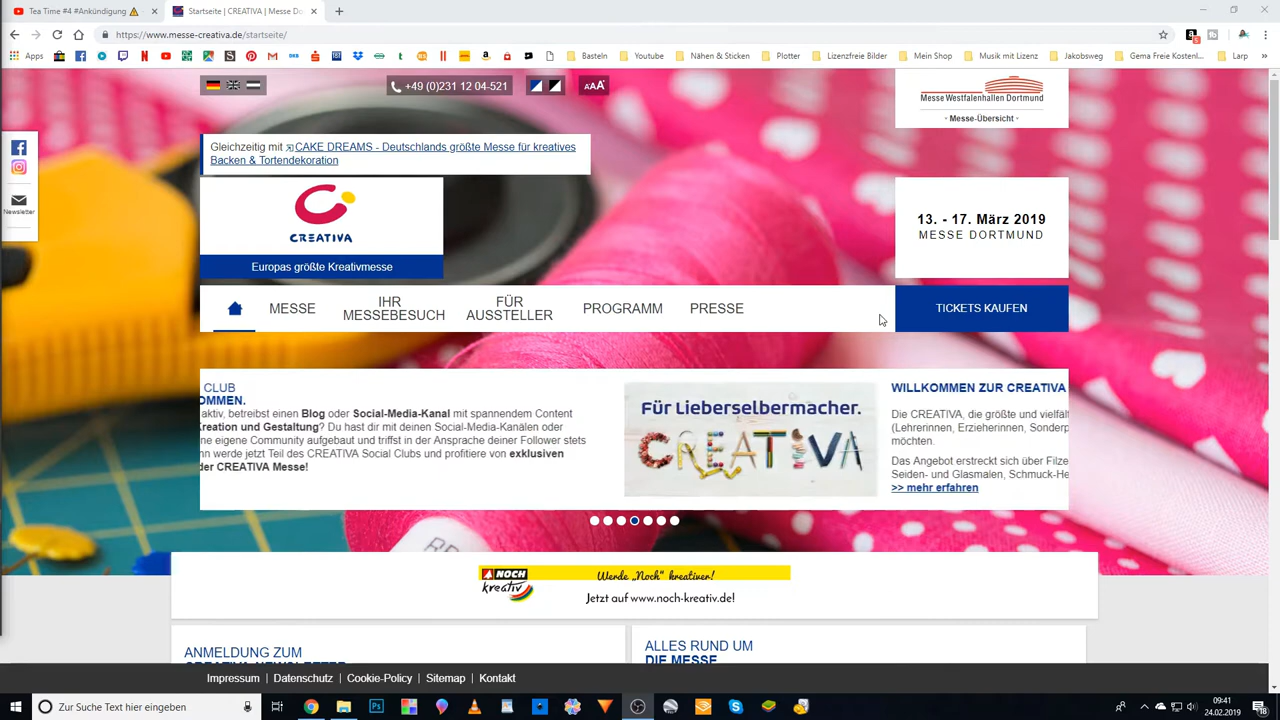 Tea Time #4 #Ankündigung
Startseite | CREATIVA | Messe Do
https://www.messe-creativa.de/startseite/
Apps
Basteln
Youtube
Nähen & Sticken
Plotter
Lizenzfreie Bilder
Mein Shop
Musik mit Lizenz
Jakobsweg
Gema Freie Kostenl...
Larp
»
+49 (0)231 12 04-521
AAA
Messe Westfalenhallen Dortmund
- Messe-Übersicht -
Gleichzeitig mit CAKE DREAMS - Deutschlands größte Messe für kreatives
Backen & Tortendekoration
Newsletter
CREATIVA
Europas größte Kreativmesse
13. - 17. März 2019
MESSE DORTMUND
MESSE
IHR
MESSEBESUCH
FÜR
AUSSTELLER
PROGRAMM
PRESSE
TICKETS KAUFEN
CLUB
OMMEN.
aktiv, betreibst einen Blog oder Social-Media-Kanal mit spannendem Content
Kreation und Gestaltung? Du hast dir mit deinen Social-Media-Kanälen oder
ne eigene Community aufgebaut und triffst in der Ansprache deiner Follower stets
nn werde jetzt Teil des CREATIVA Social Clubs und profitiere von exklusiven
der CREATIVA Messe!
Für Lieberselbermacher.
CREATIVA
WILLKOMMEN ZUR CREATIVA
Die CREATIVA, die größte und vielfält
(Lehrerinnen, Erzieherinnen, Sonderp
möchten.
Das Angebot erstreckt sich über Filze
Seiden- und Glasmalen, Schmuck-He
>> mehr erfahren
NOCH
kreativ
Werde „Noch" kreativer!
Jetzt auf www.noch-kreativ.de!
ANMELDUNG ZUM
CREATIVA NEWSLETTER
ALLES RUND UM
DIE MESSE
Impressum | Datenschutz | Cookie-Policy | Sitemap | Kontakt
Zur Suche Text hier eingeben
09:41
24.02.2019
18